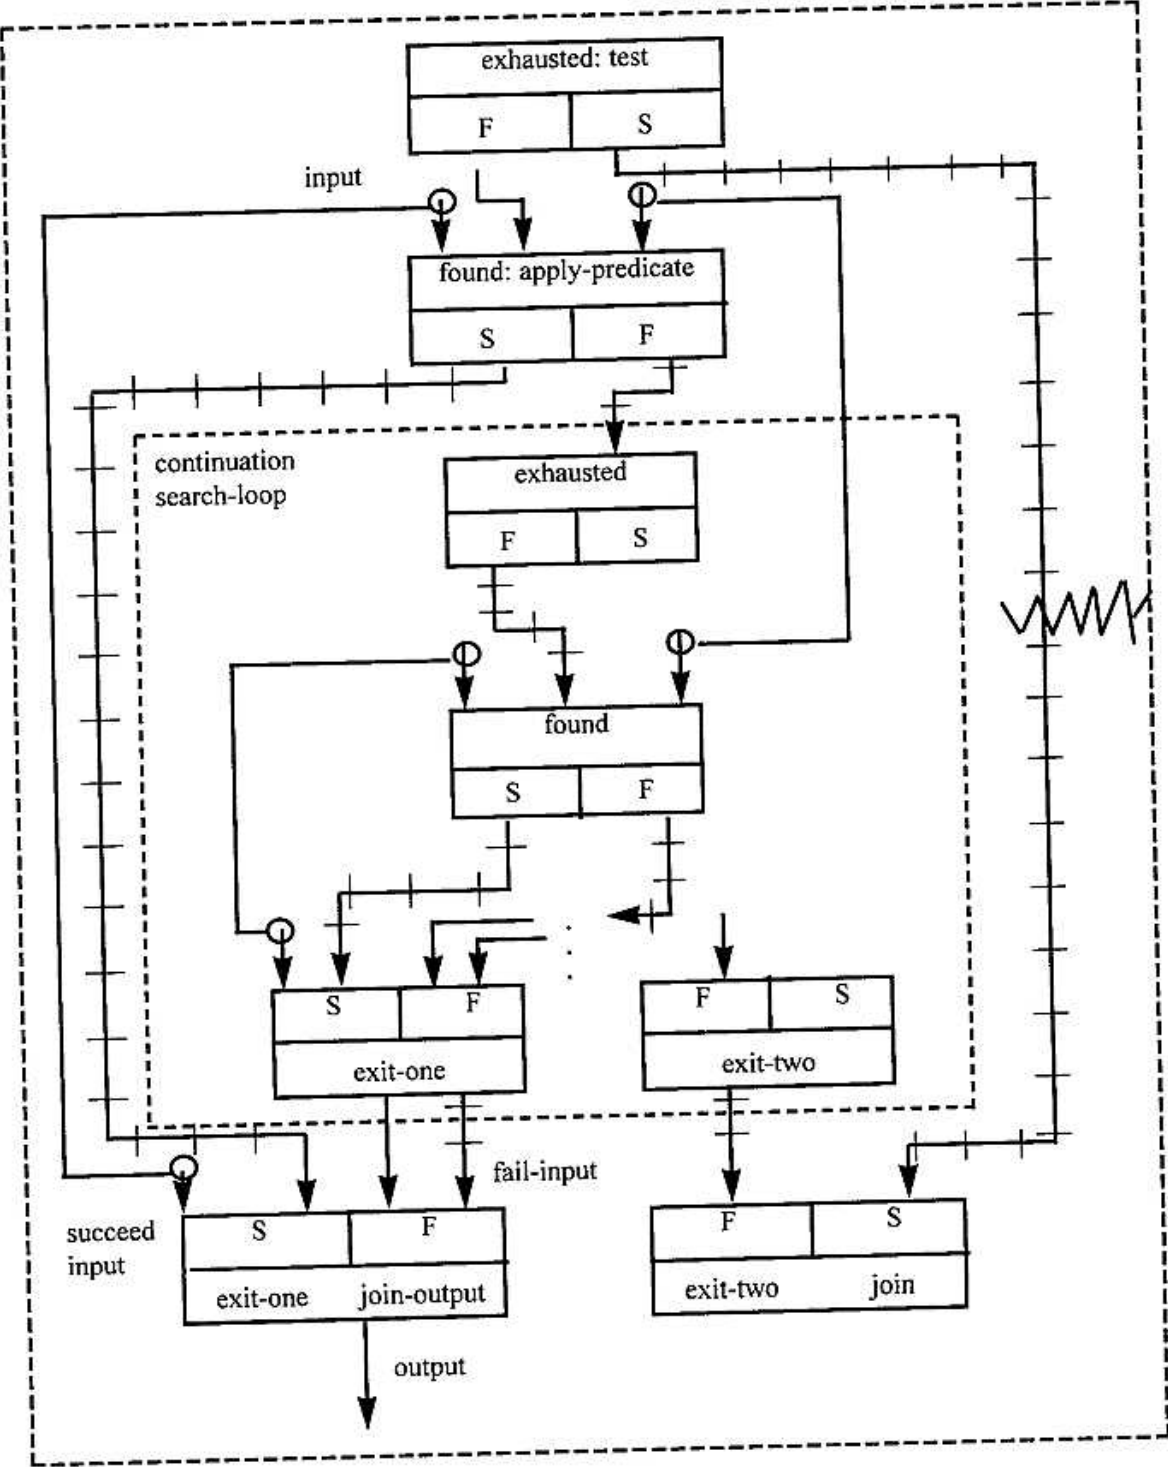 exhausted: test
F S
input
found: apply-predicate
S F
continuation
search-loop
exhausted
F S
found
S F
S F
exit-one
F S
exit-two
fail-input
succeed
input
S F
exit-one join-output
F S
exit-two join
output